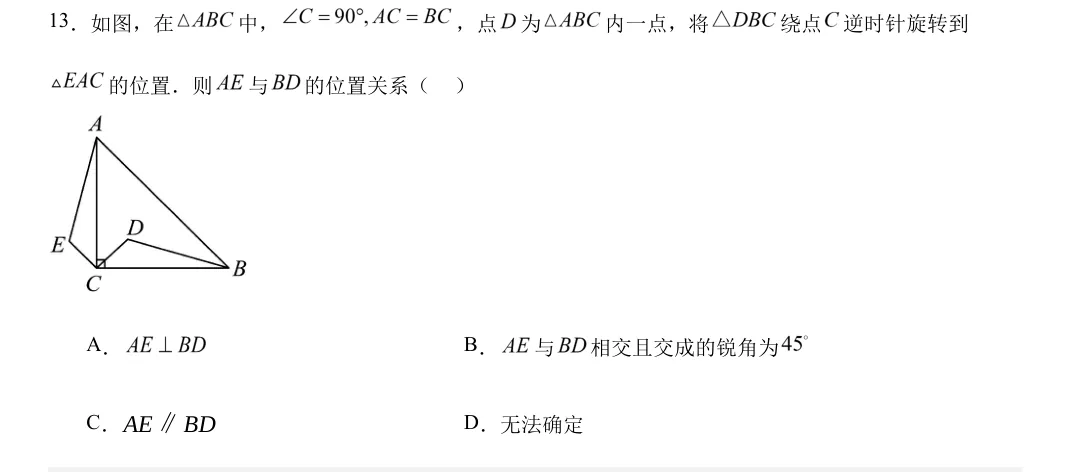 13．如图，在△ABC中，∠C=90°,AC=BC，点D为△ABC内一点，将△DBC绕点C逆时针旋转到
△EAC的位置．则AE与BD的位置关系（　）
A
D
E
B
C
A．AE⊥BD
B．AE与BD相交且交成的锐角为45°
C．AE∥BD
D．无法确定